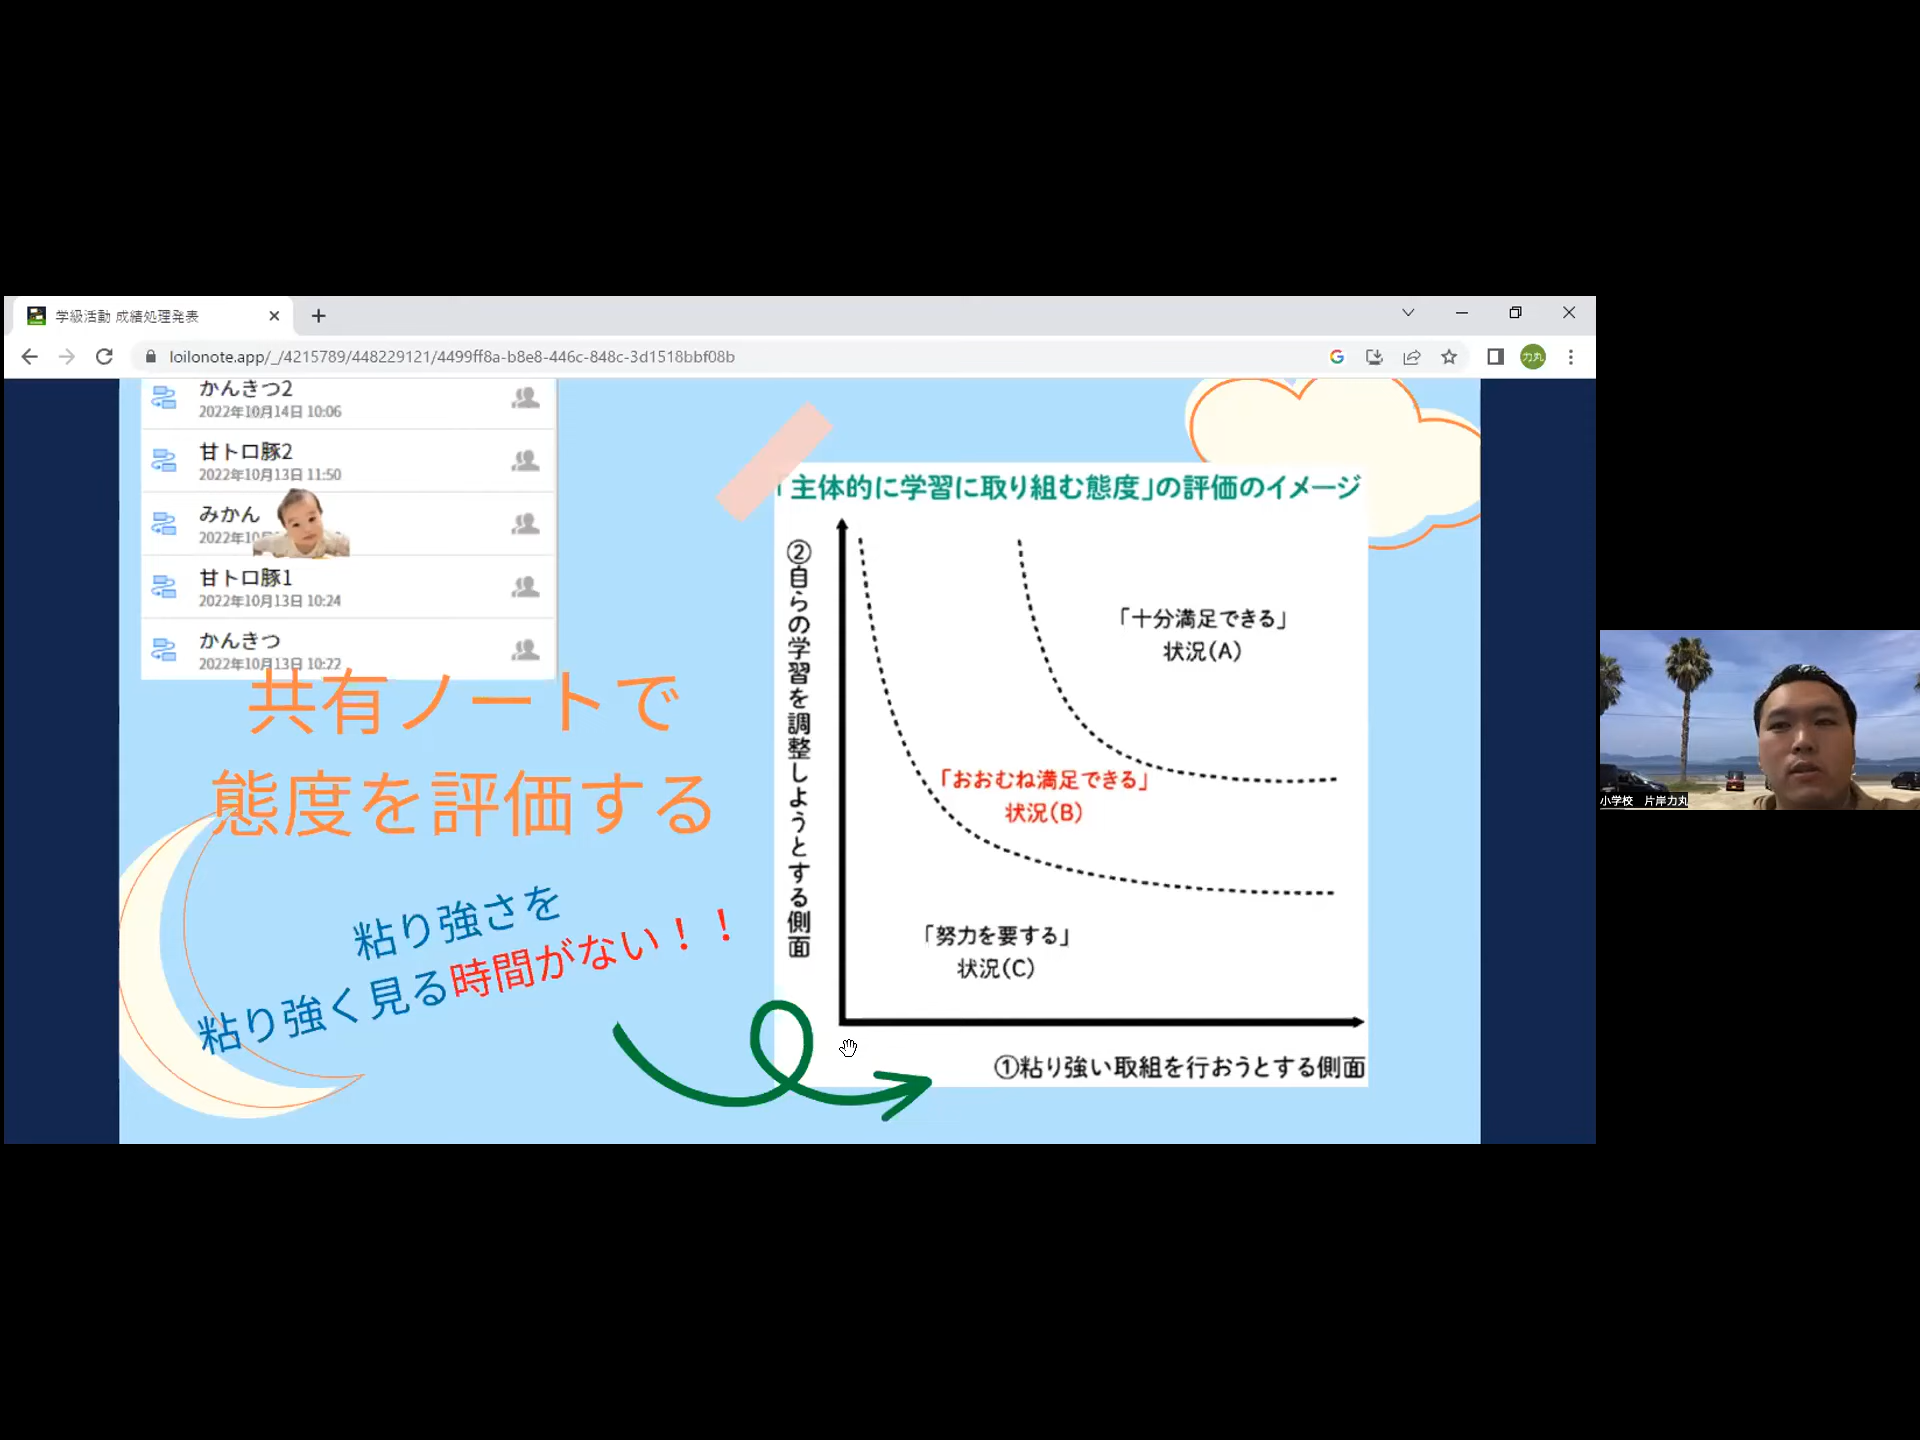 学級活動 成績処理発表
loilonote.app/_/4215789/448229121/4499ff8a-b8e8-446c-848c-3d1518bbf08b
力丸
かんきつ2
2022年10月14日 10:06
甘トロ豚2
2022年10月13日 11:50
みかん
2022年10
甘トロ豚1
2022年10月13日 10:24
かんきつ
2022年10月13日 10:22
共有ノートで
態度を評価する
粘り強さを
粘り強く見る時間がない！！
「主体的に学習に取り組む態度」の評価のイメージ
②自らの学習を調整しようとする側面
「十分満足できる」
状況(A)
「おおむね満足できる」
状況(B)
「努力を要する」
状況(C)
①粘り強い取組を行おうとする側面
小学校 片岸力丸